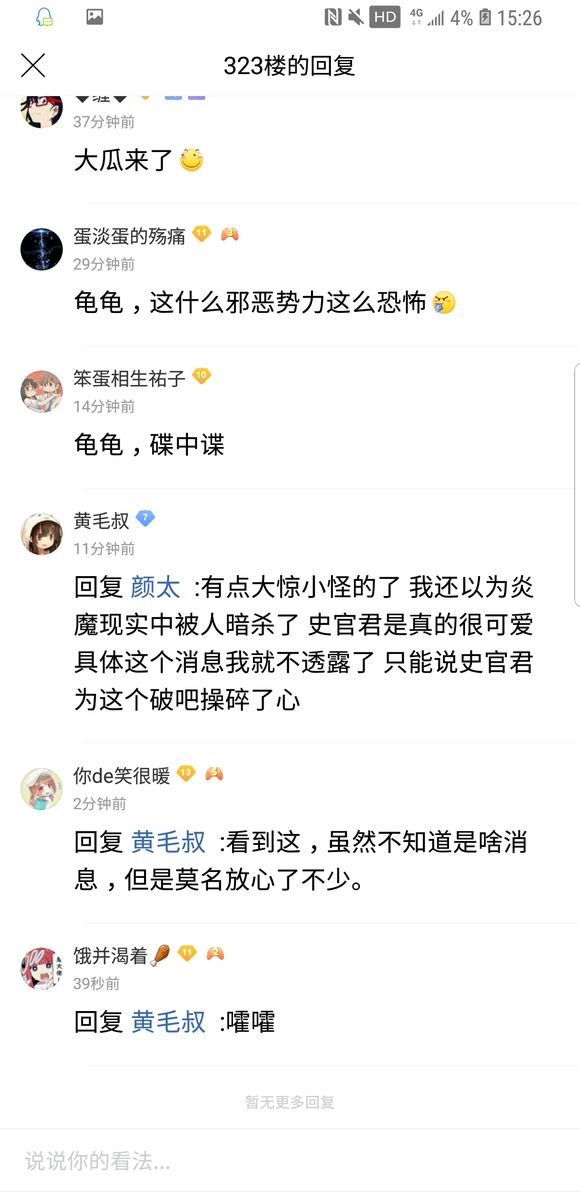 HD 4G 4% 15:26
323楼的回复
37分钟前
大瓜来了
蛋淡蛋的殇痛 11 3
29分钟前
龟龟，这什么邪恶势力这么恐怖
笨蛋相生祐子 10
14分钟前
龟龟，碟中谍
黄毛叔 7
11分钟前
回复 颜太 :有点大惊小怪的了 我还以为炎
魔现实中被人暗杀了 史官君是真的很可爱
具体这个消息我就不透露了 只能说史官君
为这个破吧操碎了心
你de笑很暖 13 5
2分钟前
回复 黄毛叔 :看到这，虽然不知道是啥消
息，但是莫名放心了不少。
饿并渴着 11 2
39秒前
回复 黄毛叔 :嚯嚯
暂无更多回复
说说你的看法...